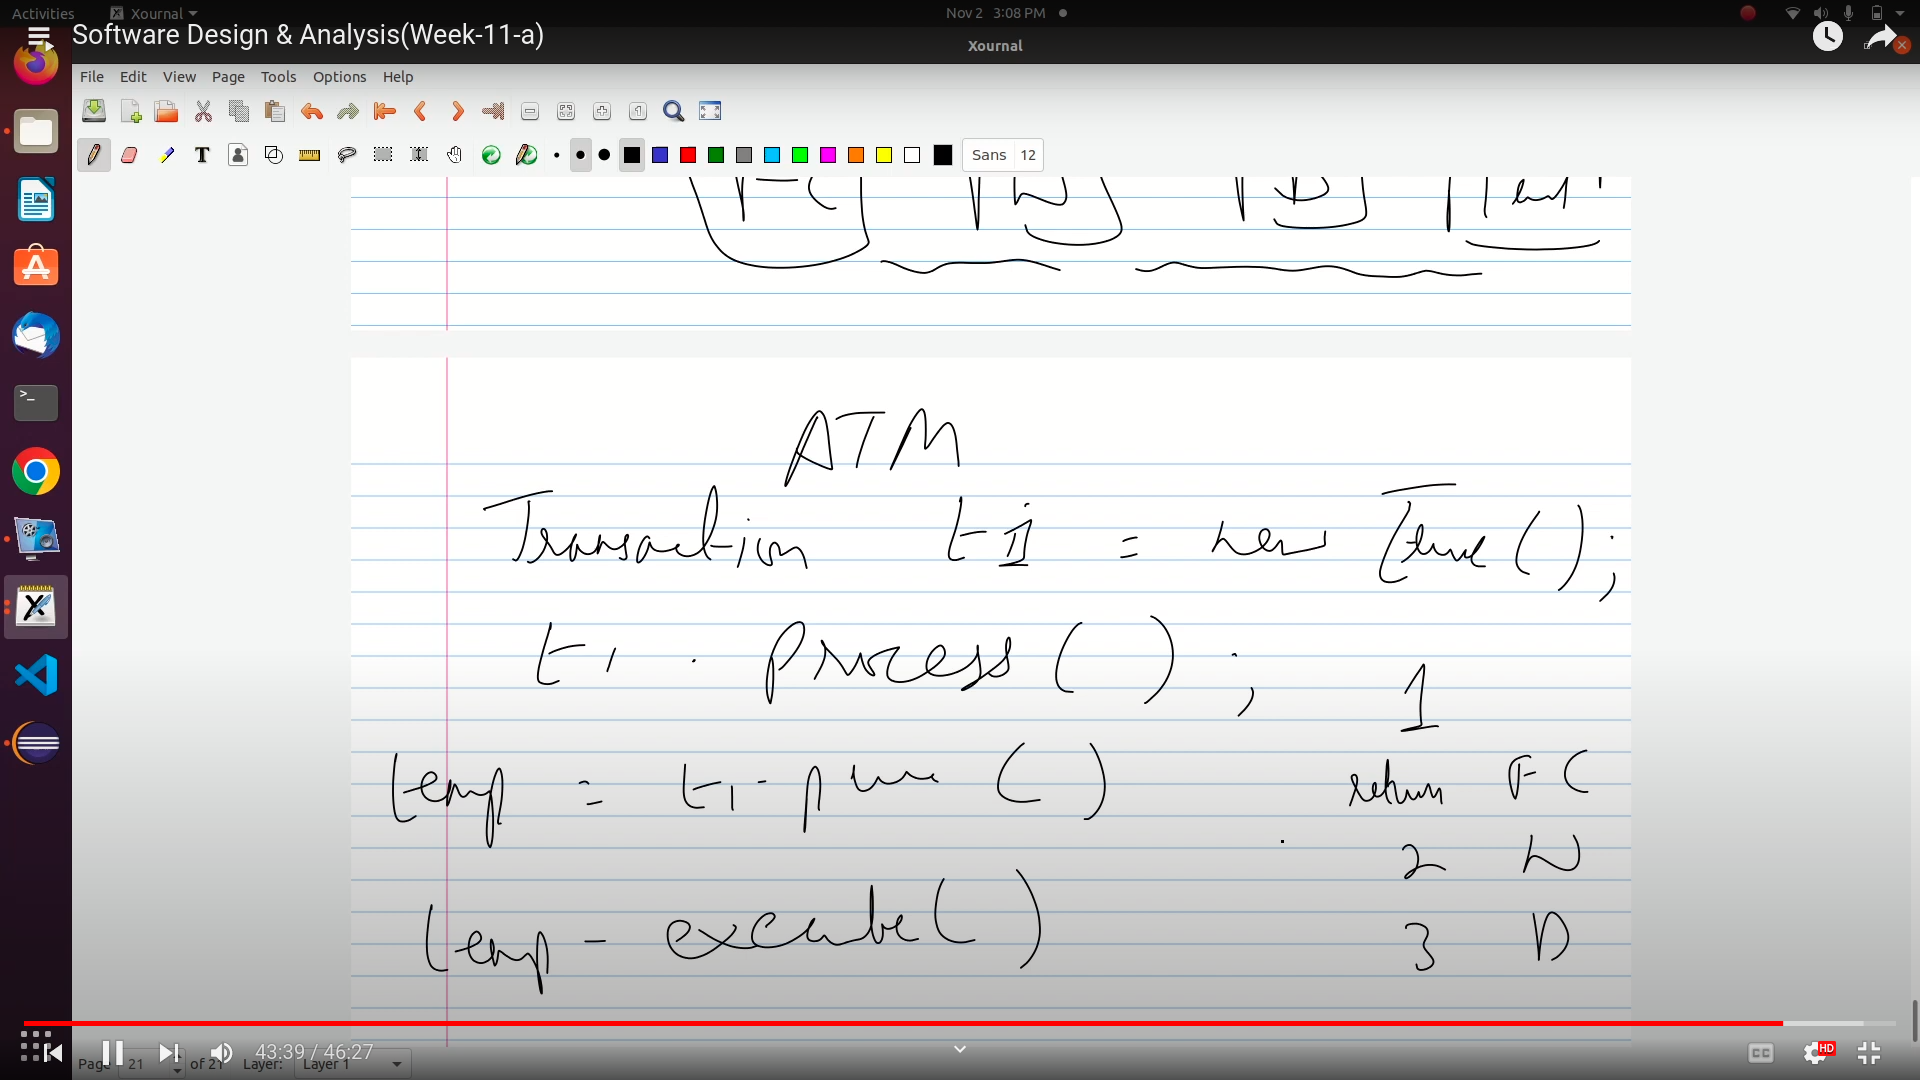 Activities Xournal Nov 2 3:08 PM
Software Design & Analysis(Week-11-a)
Xournal
File Edit View Page Tools Options Help
Sans 12
ATM
Transaction t1 = new ();
t1 . Process ( ) ;
1
temp = t1 . ( )
return FC
2 W
temp - execute ( )
3 D
43:39 / 46:27
Page 21 of 21 Layer: Layer 1
CC
HD